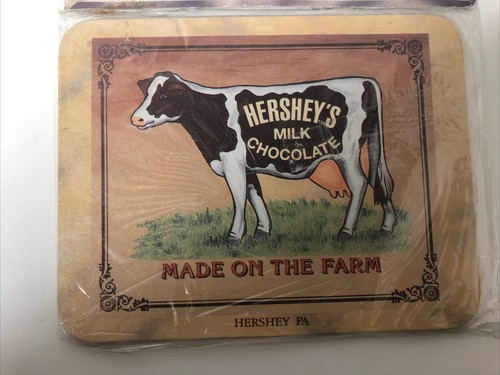 HERSHEY'S
MILK
CHOCOLATE
MADE ON THE FARM
HERSHEY PA